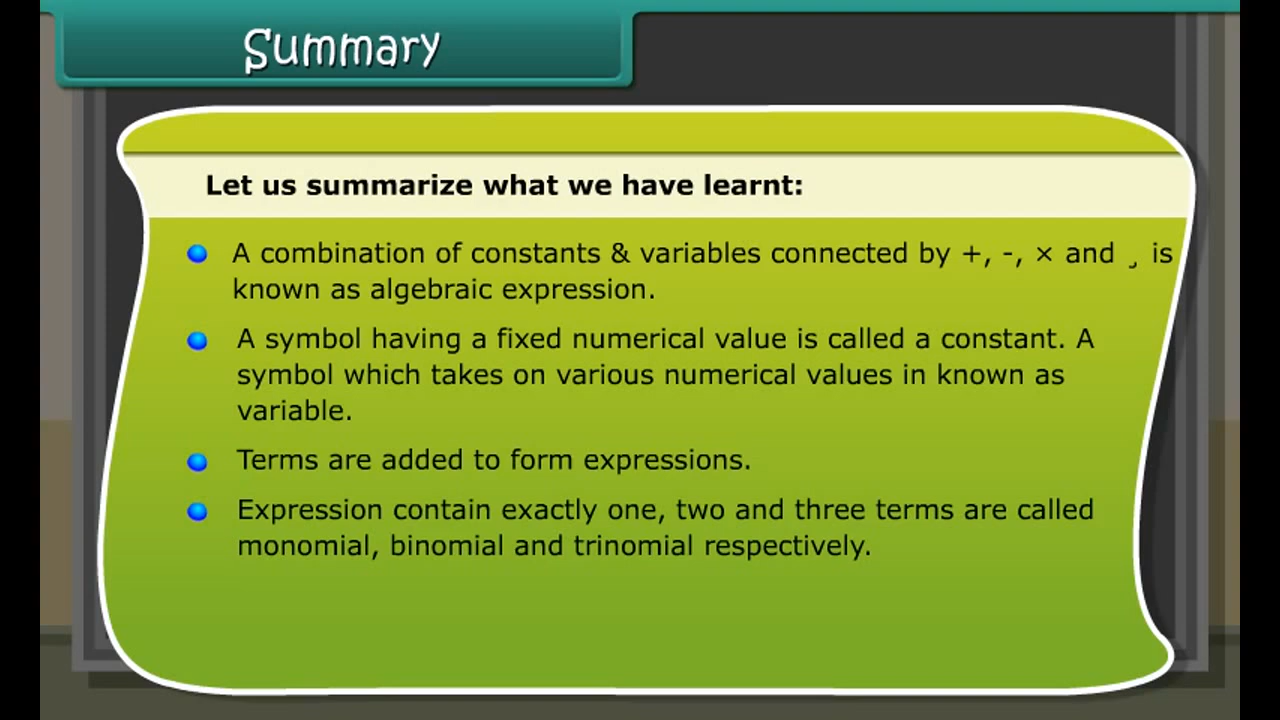 Summary
Let us summarize what we have learnt:
A combination of constants & variables connected by +, -, × and ¸ is
known as algebraic expression.
A symbol having a fixed numerical value is called a constant. A
symbol which takes on various numerical values in known as
variable.
Terms are added to form expressions.
Expression contain exactly one, two and three terms are called
monomial, binomial and trinomial respectively.